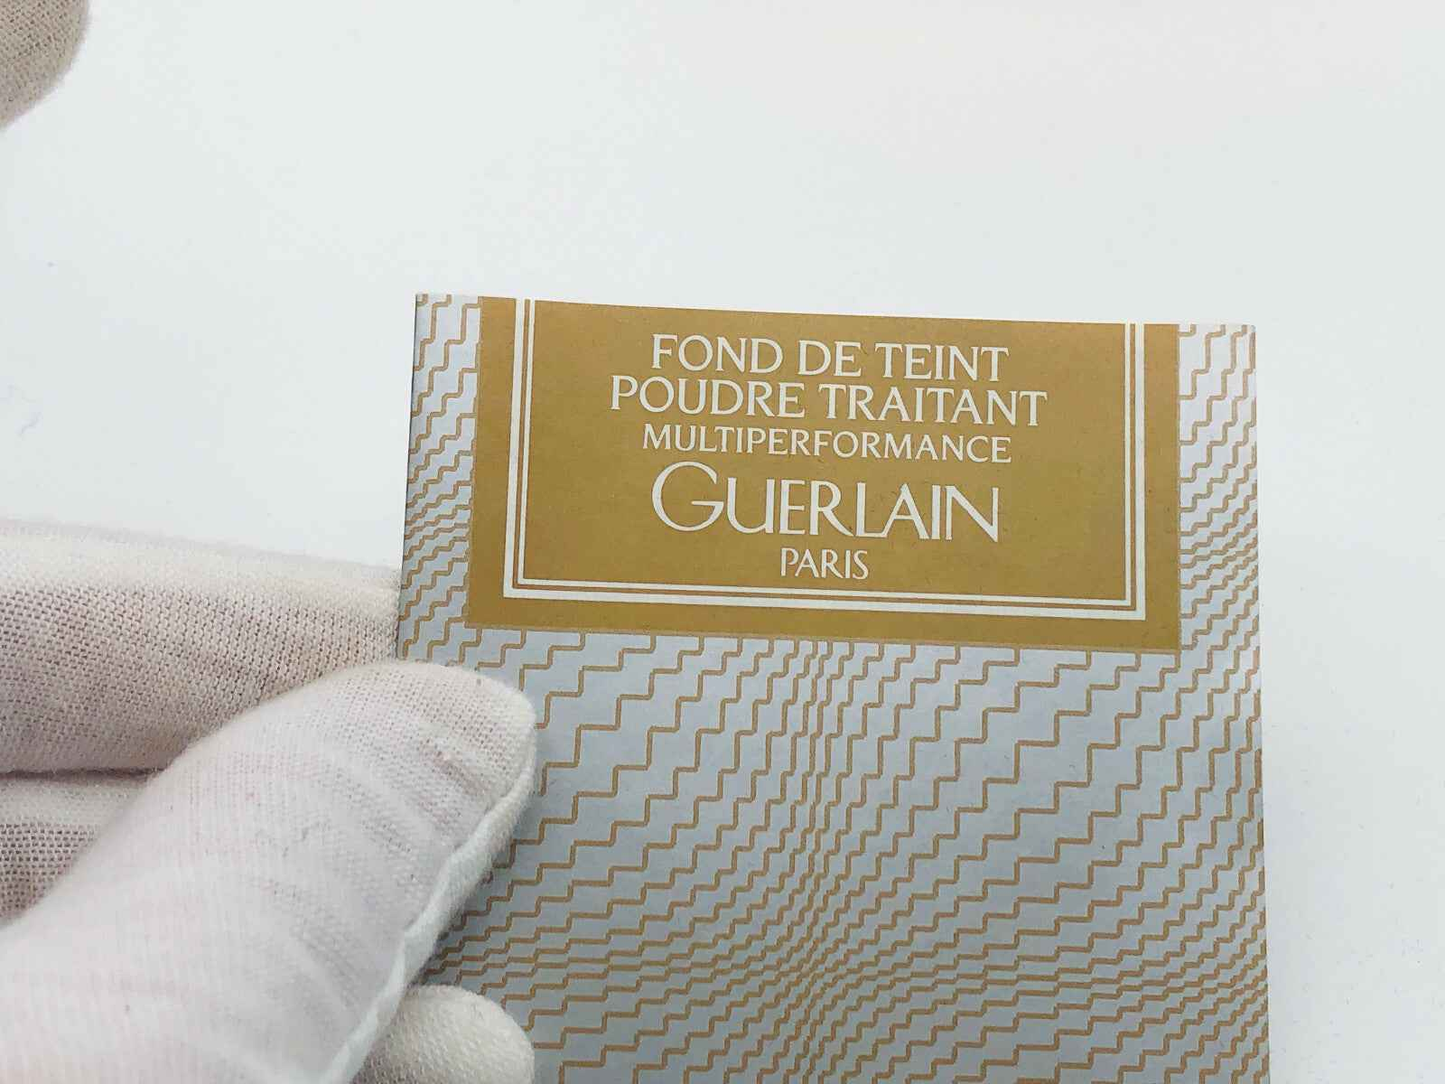 FOND DE TEINT
POUDRE TRAITANT
MULTIPERFORMANCE
GUERLAIN
PARIS